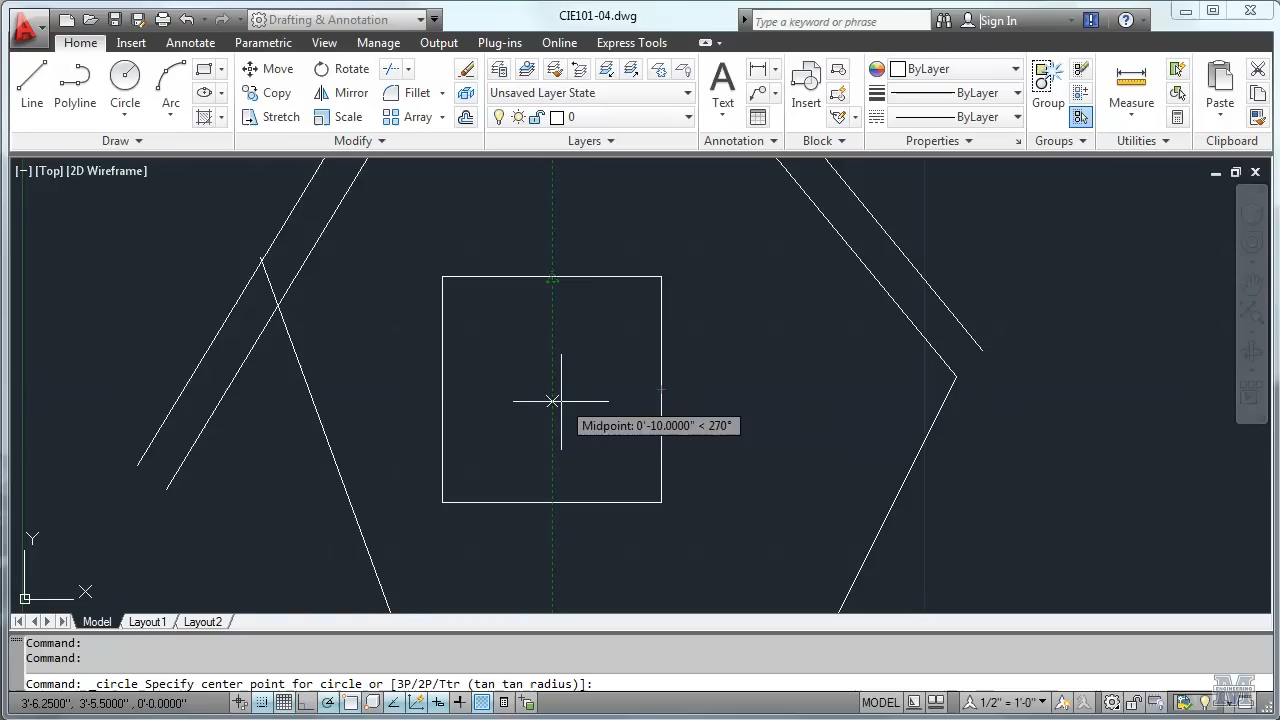 Drafting & Annotation
CIE101-04.dwg
Type a keyword or phrase
Sign In
Home Insert Annotate Parametric View Manage Output Plug-ins Online Express Tools
Line Polyline Circle Arc
Move Rotate
Copy Mirror Fillet
Stretch Scale Array
Unsaved Layer State
0
Text
Insert
ByLayer
ByLayer
ByLayer
Group
Measure
Paste
Draw Modify Layers Annotation Block Properties Groups Utilities Clipboard
[−] [Top] [2D Wireframe]
Midpoint: 0'-10.0000" < 270°
Y
X
Model Layout1 Layout2
Command:
Command:
Command: _circle Specify center point for circle or [3P/2P/Ttr (tan tan radius)]:
3'-6.2500", 3'-5.5000", 0'-0.0000"
MODEL
1/2" = 1'-0"
ENGINEERING